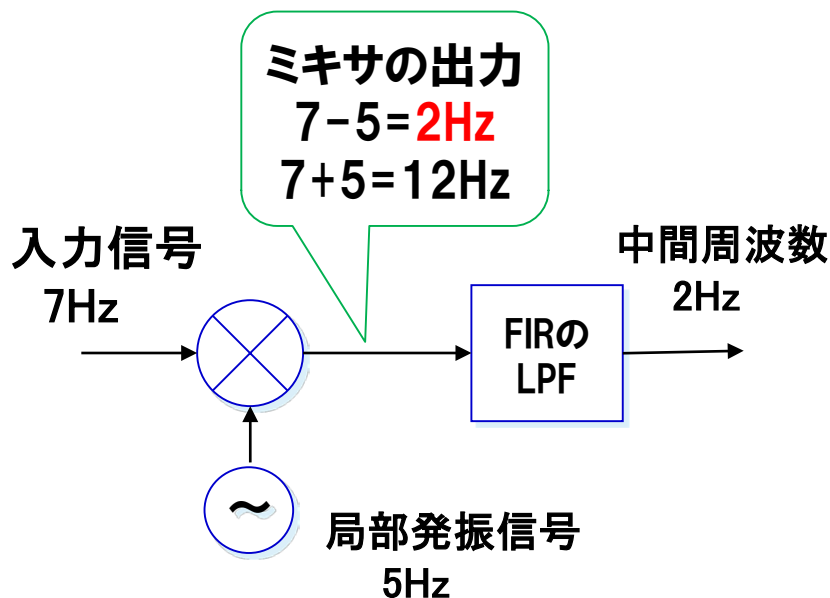 ミキサの出力
7-5=2Hz
7+5=12Hz
入力信号
7Hz
中間周波数
2Hz
FIRの
LPF
~
局部発振信号
5Hz